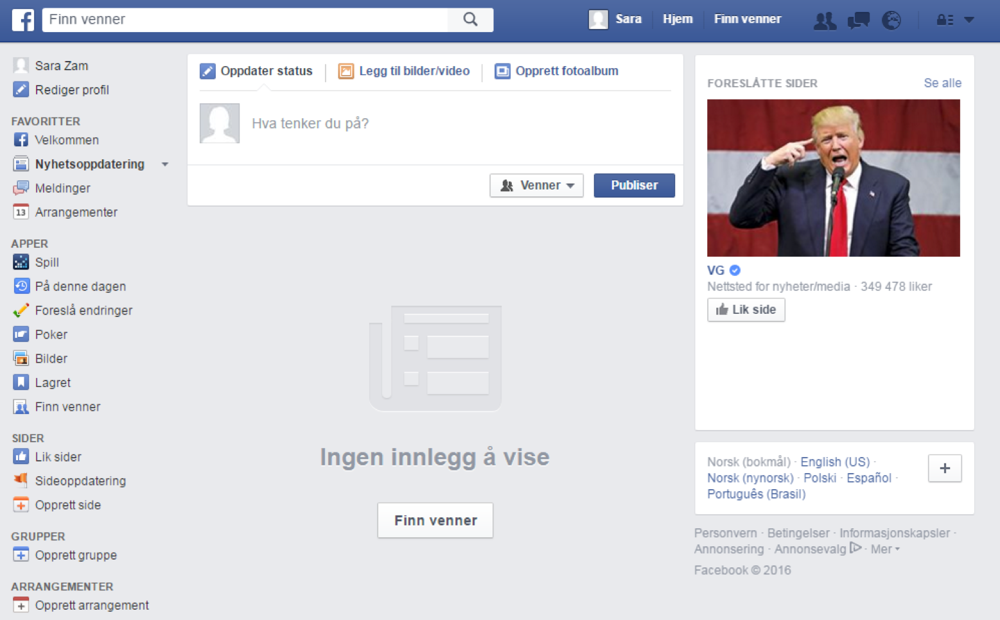 Finn venner
Sara
Hjem
Finn venner
Sara Zam
Rediger profil
FAVORITTER
Velkommen
Nyhetsoppdatering
Meldinger
13 Arrangementer
APPER
Spill
På denne dagen
Foreslå endringer
Poker
Bilder
Lagret
Finn venner
SIDER
Lik sider
Sideoppdatering
Opprett side
GRUPPER
Opprett gruppe
ARRANGEMENTER
Opprett arrangement
Oppdater status
Legg til bilder/video
Opprett fotoalbum
Hva tenker du på?
Venner
Publiser
Ingen innlegg å vise
Finn venner
FORESLÅTTE SIDER
Se alle
VG
Nettsted for nyheter/media · 349 478 liker
Lik side
Norsk (bokmål) · English (US) ·
Norsk (nynorsk) · Polski · Español ·
Português (Brasil)
Personvern · Betingelser · Informasjonskapsler ·
Annonsering · Annonsevalg · Mer
Facebook © 2016